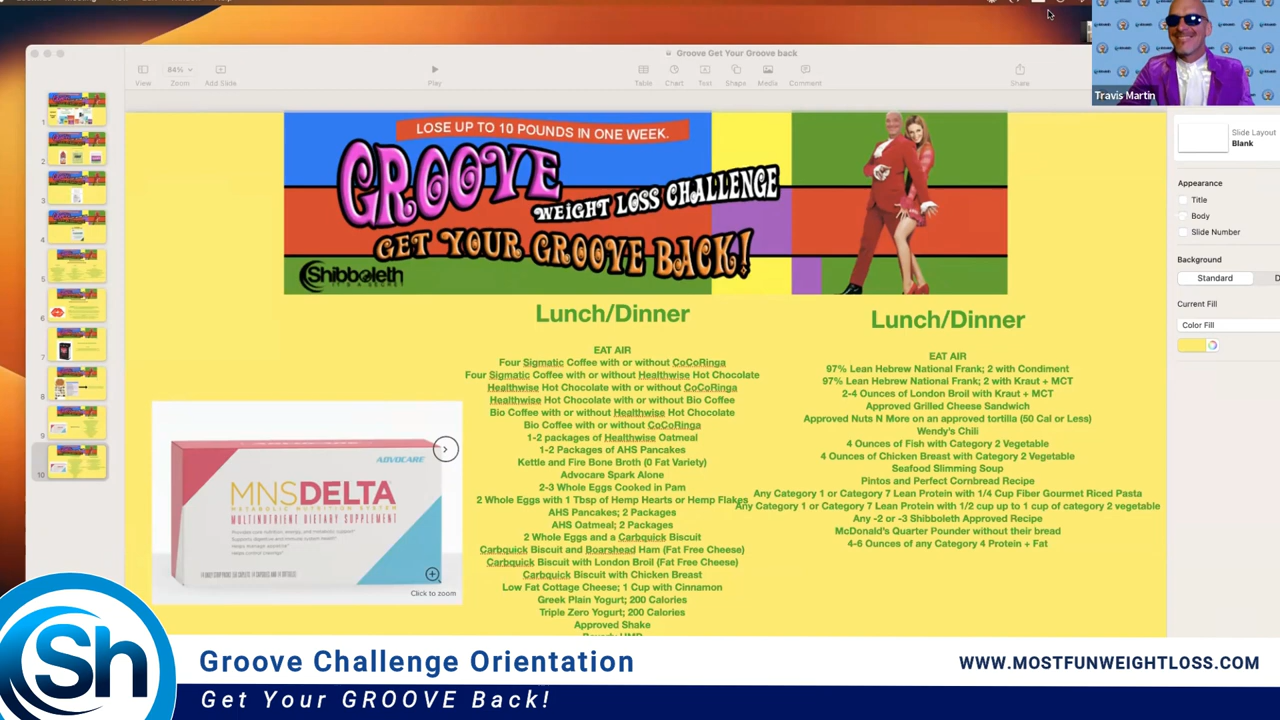 Groove Get Your Groove back
84%
View
Zoom
Add Slide
Play
Table
Chart
Text
Shape
Media
Comment
Share
Travis Martin
1
2
3
4
5
6
7
8
9
10
LOSE UP TO 10 POUNDS IN ONE WEEK.
GROOVE
WEIGHT LOSS CHALLENGE
GET YOUR GROOVE BACK!
Shibboleth
IT'S A SECRET
Lunch/Dinner
EAT AIR
Four Sigmatic Coffee with or without CoCoRinga
Four Sigmatic Coffee with or without Healthwise Hot Chocolate
Healthwise Hot Chocolate with or without CoCoRinga
Healthwise Hot Chocolate with or without Bio Coffee
Bio Coffee with or without Healthwise Hot Chocolate
Bio Coffee with or without CoCoRinga
1-2 packages of Healthwise Oatmeal
1-2 Packages of AHS Pancakes
Kettle and Fire Bone Broth (0 Fat Variety)
Advocare Spark Alone
2-3 Whole Eggs Cooked in Pam
2 Whole Eggs with 1 Tbsp of Hemp Hearts or Hemp Flakes
AHS Pancakes; 2 Packages
AHS Oatmeal; 2 Packages
2 Whole Eggs and a Carbquick Biscuit
Carbquick Biscuit and Boarshead Ham (Fat Free Cheese)
Carbquick Biscuit with London Broil (Fat Free Cheese)
Carbquick Biscuit with Chicken Breast
Low Fat Cottage Cheese; 1 Cup with Cinnamon
Greek Plain Yogurt; 200 Calories
Triple Zero Yogurt; 200 Calories
Approved Shake
Lunch/Dinner
EAT AIR
97% Lean Hebrew National Frank; 2 with Condiment
97% Lean Hebrew National Frank; 2 with Kraut + MCT
2-4 Ounces of London Broil with Kraut + MCT
Approved Grilled Cheese Sandwich
Approved Nuts N More on an approved tortilla (50 Cal or Less)
Wendy's Chili
4 Ounces of Fish with Category 2 Vegetable
4 Ounces of Chicken Breast with Category 2 Vegetable
Seafood Slimming Soup
Pintos and Perfect Cornbread Recipe
Any Category 1 or Category 7 Lean Protein with 1/4 Cup Fiber Gourmet Riced Pasta
Any Category 1 or Category 7 Lean Protein with 1/2 cup up to 1 cup of category 2 vegetable
Any -2 or -3 Shibboleth Approved Recipe
McDonald's Quarter Pounder without their bread
4-6 Ounces of any Category 4 Protein + Fat
ADVOCARE
MNSDELTA
METABOLIC NUTRITION SYSTEM
MULTINUTRIENT DIETARY SUPPLEMENT
Click to zoom
Slide Layout
Blank
Appearance
Title
Body
Slide Number
Background
Standard
Current Fill
Color Fill
Sh
Groove Challenge Orientation
WWW.MOSTFUNWEIGHTLOSS.COM
Get Your GROOVE Back!